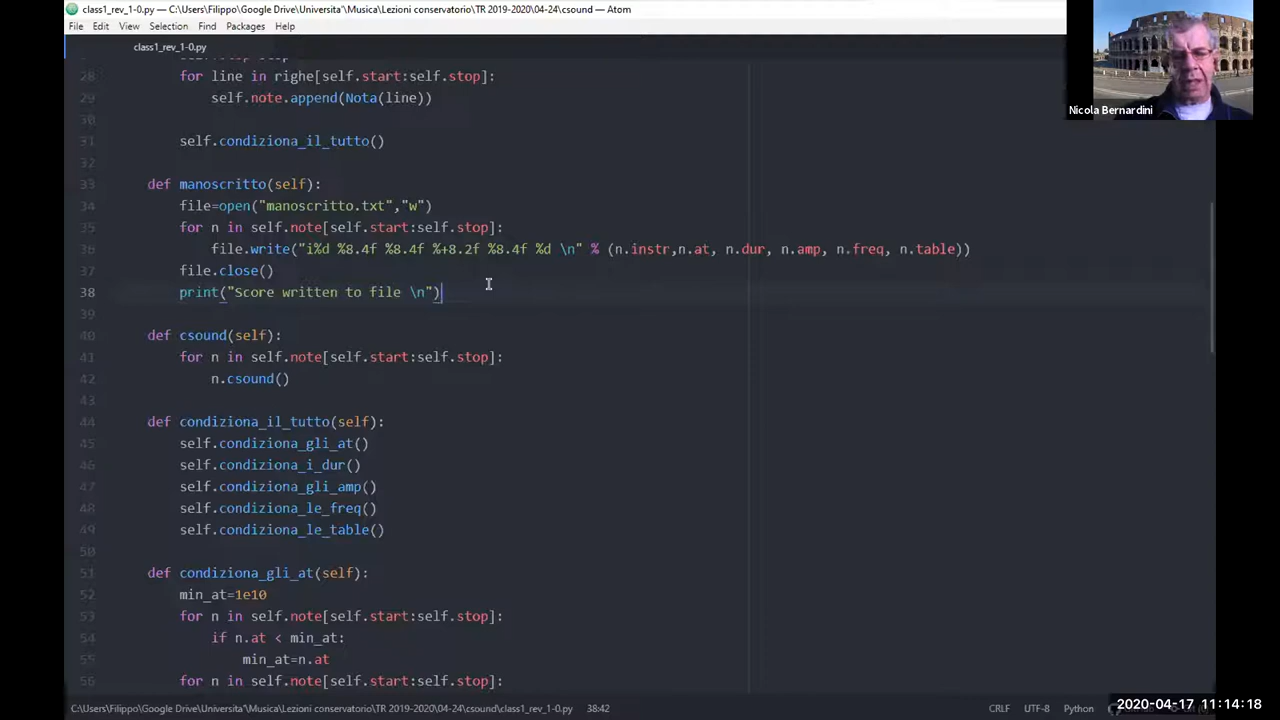 class1_rev_1-0.py — C:\Users\Filippo\Google Drive\Universita'\Musica\Lezioni conservatorio\TR 2019-2020\04-24\csound — Atom
File Edit View Selection Find Packages Help
class1_rev_1-0.py
28 for line in righe[self.start:self.stop]:
29 self.note.append(Nota(line))
31 self.condiziona_il_tutto()
32
33 def manoscritto(self):
34 file=open("manoscritto.txt","w")
35 for n in self.note[self.start:self.stop]:
36 file.write("i%d %8.4f %8.4f %+8.2f %8.4f %d \n" % (n.instr,n.at, n.dur, n.amp, n.freq, n.table))
37 file.close()
38 print("Score written to file \n")
39
40 def csound(self):
41 for n in self.note[self.start:self.stop]:
42 n.csound()
43
44 def condiziona_il_tutto(self):
45 self.condiziona_gli_at()
46 self.condiziona_i_dur()
47 self.condiziona_gli_amp()
48 self.condiziona_le_freq()
49 self.condiziona_le_table()
50
51 def condiziona_gli_at(self):
52 min_at=1e10
53 for n in self.note[self.start:self.stop]:
54 if n.at < min_at:
55 min_at=n.at
56 for n in self.note[self.start:self.stop]:
C:\Users\Filippo\Google Drive\Universita'\Musica\Lezioni conservatorio\TR 2019-2020\04-24\csound\class1_rev_1-0.py 38:42 CRLF UTF-8 Python
Nicola Bernardini
2020-04-17 11:14:18